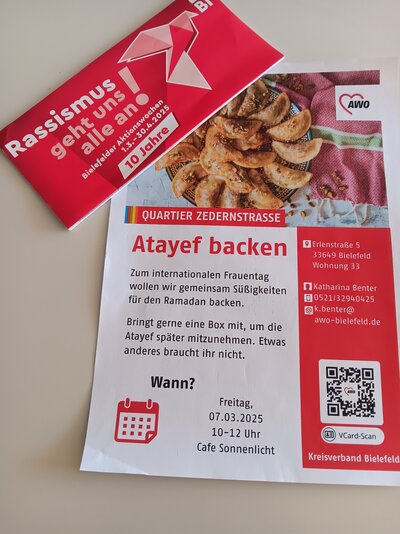 Rassismus
geht uns
alle an!
Bielefelder Aktionswochen
1.3.-30.4.2025
10 Jahre
AWO
QUARTIER ZEDERNSTRASSE
Atayef backen
Zum internationalen Frauentag
wollen wir gemeinsam Süßigkeiten
für den Ramadan backen.
Bringt gerne eine Box mit, um die
Atayef später mitzunehmen. Etwas
anderes braucht ihr nicht.
Wann?
Freitag,
07.03.2025
10-12 Uhr
Cafe Sonnenlicht
Erlenstraße 5
33649 Bielefeld
Wohnung 33
Katharina Benter
0521/32940425
k.benter@
awo-bielefeld.de
AWO
VCard-Scan
Kreisverband Bielefeld